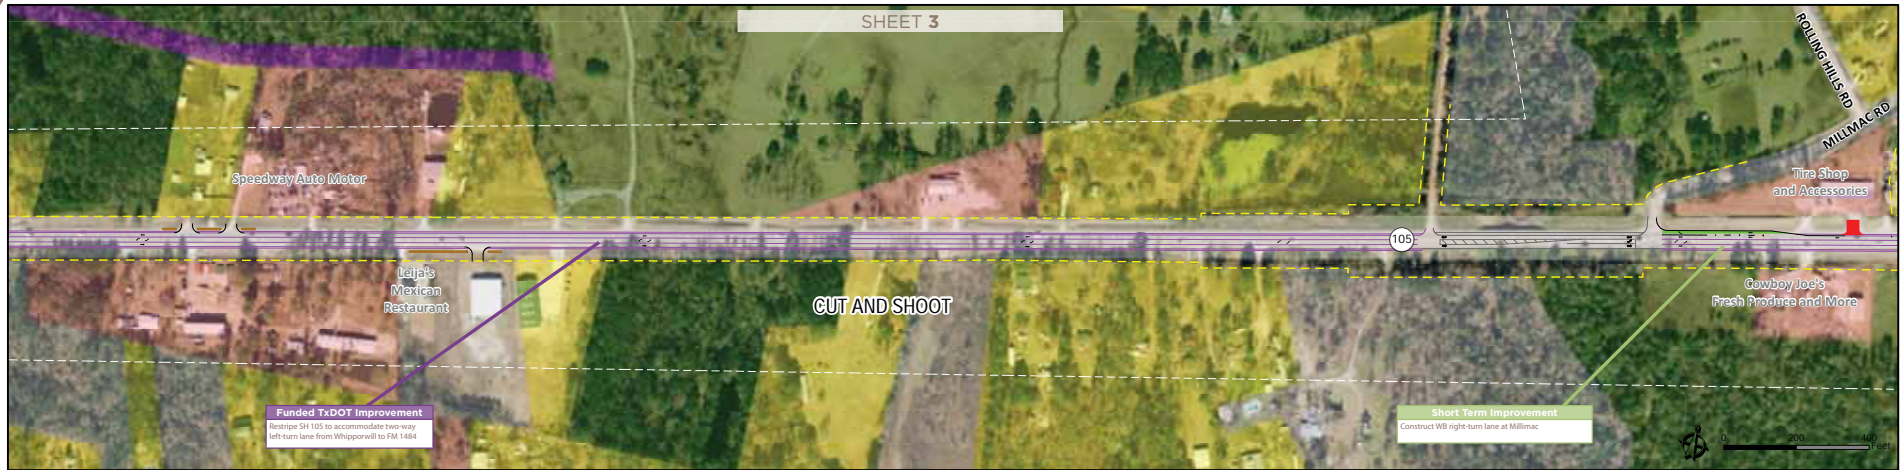 SHEET 3
ROLLING HILLS RD
MILLMAC RD
Speedway Auto Motor
Tire Shop
and Accessories
105
Leija's
Mexican
Restaurant
CUT AND SHOOT
Cowboy Joe's
Fresh Produce and More
Funded TxDOT Improvement
Restripe SH 105 to accommodate two-way
left-turn lane from Whipporwill to FM 1484
Short Term Improvement
Construct WB right-turn lane at Millimac
0 200 400
Feet